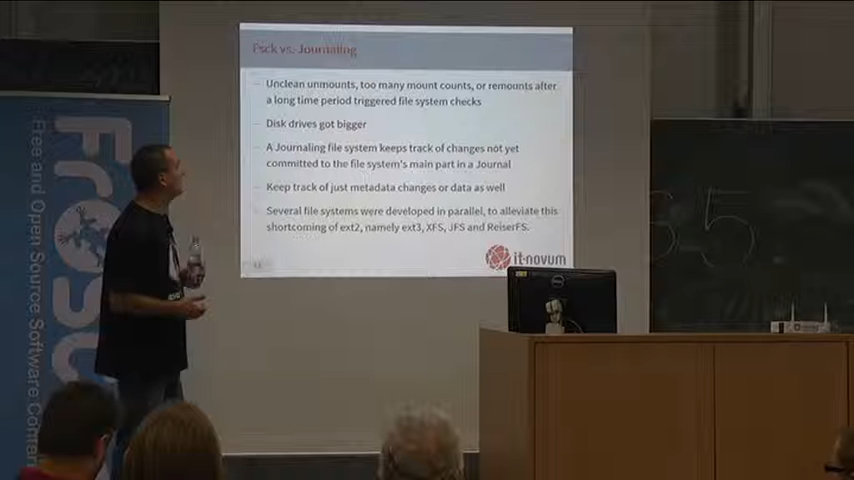 Fsck vs. Journaling
– Unclean unmounts, too many mount counts, or remounts after
a long time period triggered file system checks
– Disk drives got bigger
– A Journaling file system keeps track of changes not yet
committed to the file system's main part in a Journal
– Keep track of just metadata changes or data as well
– Several file systems were developed in parallel, to alleviate this
shortcoming of ext2, namely ext3, XFS, JFS and ReiserFS.
it-novum
FrOSC
Free and Open Source Software Confer
DELL